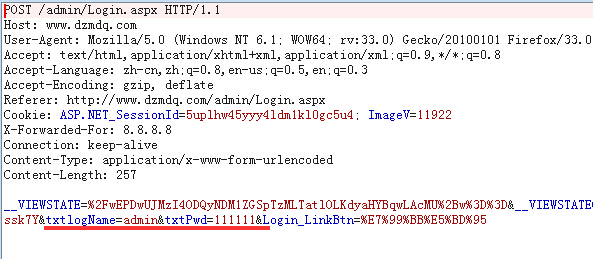 POST /admin/Login.aspx HTTP/1.1
Host: www.dzmdq.com
User-Agent: Mozilla/5.0 (Windows NT 6.1; WOW64; rv:33.0) Gecko/20100101 Firefox/33.0
Accept: text/html,application/xhtml+xml,application/xml;q=0.9,*/*;q=0.8
Accept-Language: zh-cn,zh;q=0.8,en-us;q=0.5,en;q=0.3
Accept-Encoding: gzip, deflate
Referer: http://www.dzmdq.com/admin/Login.aspx
Cookie: ASP.NET_SessionId=5uplhw45yyy4ldm1kl0gc5u4; ImageV=11922
X-Forwarded-For: 8.8.8.8
Connection: keep-alive
Content-Type: application/x-www-form-urlencoded
Content-Length: 257
__VIEWSTATE=%2FwEPDwUJMzI4ODQyNDM1ZGSpTzMLTatlOLKdyaHYBqwLAcMU%2Bw%3D%3D&__VIEWSTATE
ssk7Y&txtlogName=admin&txtPwd=111111&Login_LinkBtn=%E7%99%BB%E5%BD%95